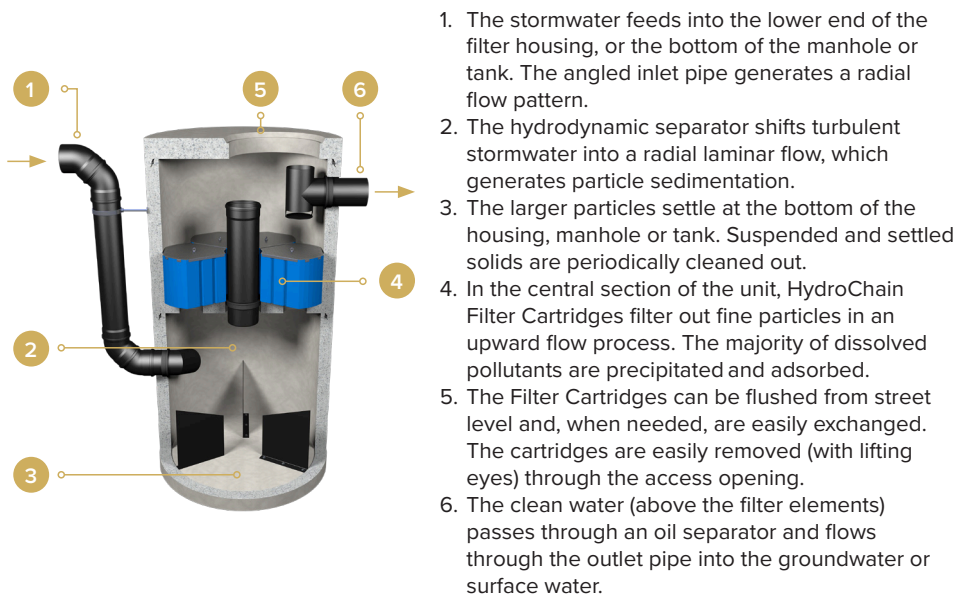 1
5
6
4
2
3
1. The stormwater feeds into the lower end of the
filter housing, or the bottom of the manhole or
tank. The angled inlet pipe generates a radial
flow pattern.
2. The hydrodynamic separator shifts turbulent
stormwater into a radial laminar flow, which
generates particle sedimentation.
3. The larger particles settle at the bottom of the
housing, manhole or tank. Suspended and settled
solids are periodically cleaned out.
4. In the central section of the unit, HydroChain
Filter Cartridges filter out fine particles in an
upward flow process. The majority of dissolved
pollutants are precipitated and adsorbed.
5. The Filter Cartridges can be flushed from street
level and, when needed, are easily exchanged.
The cartridges are easily removed (with lifting
eyes) through the access opening.
6. The clean water (above the filter elements)
passes through an oil separator and flows
through the outlet pipe into the groundwater or
surface water.